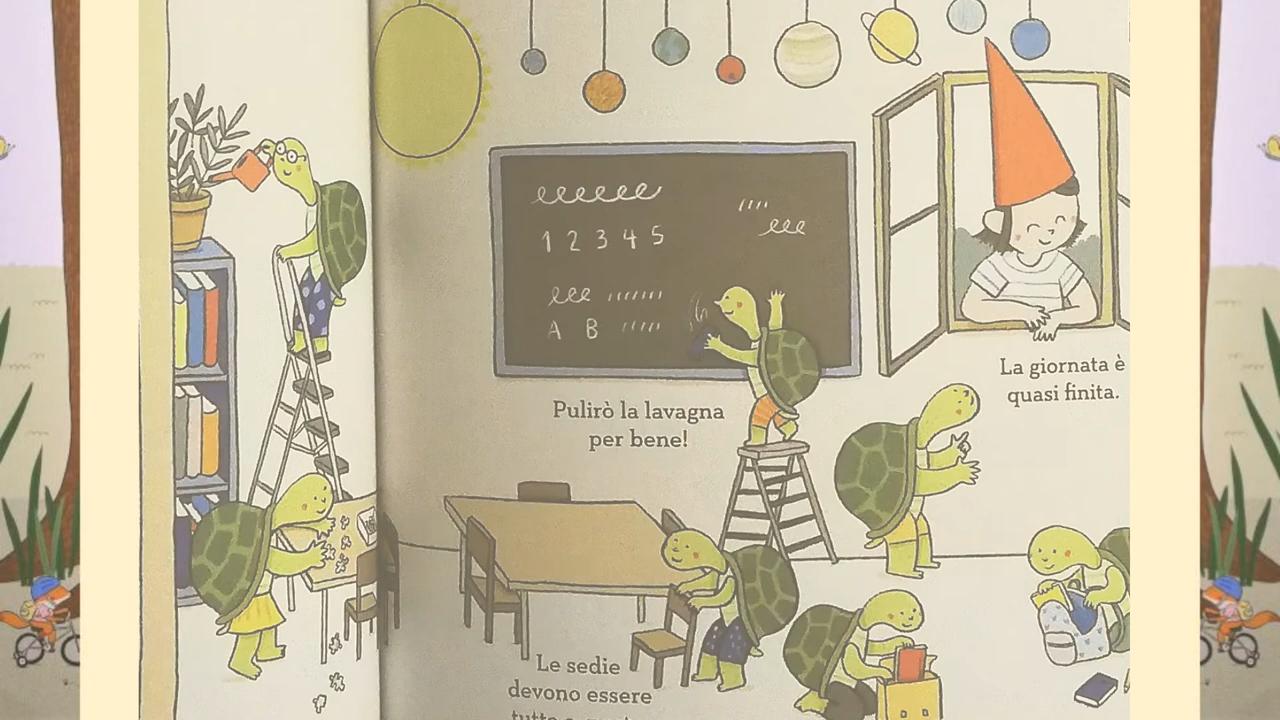 1 2 3 4 5
A B
Pulirò la lavagna
per bene!
La giornata è
quasi finita.
Le sedie
devono essere